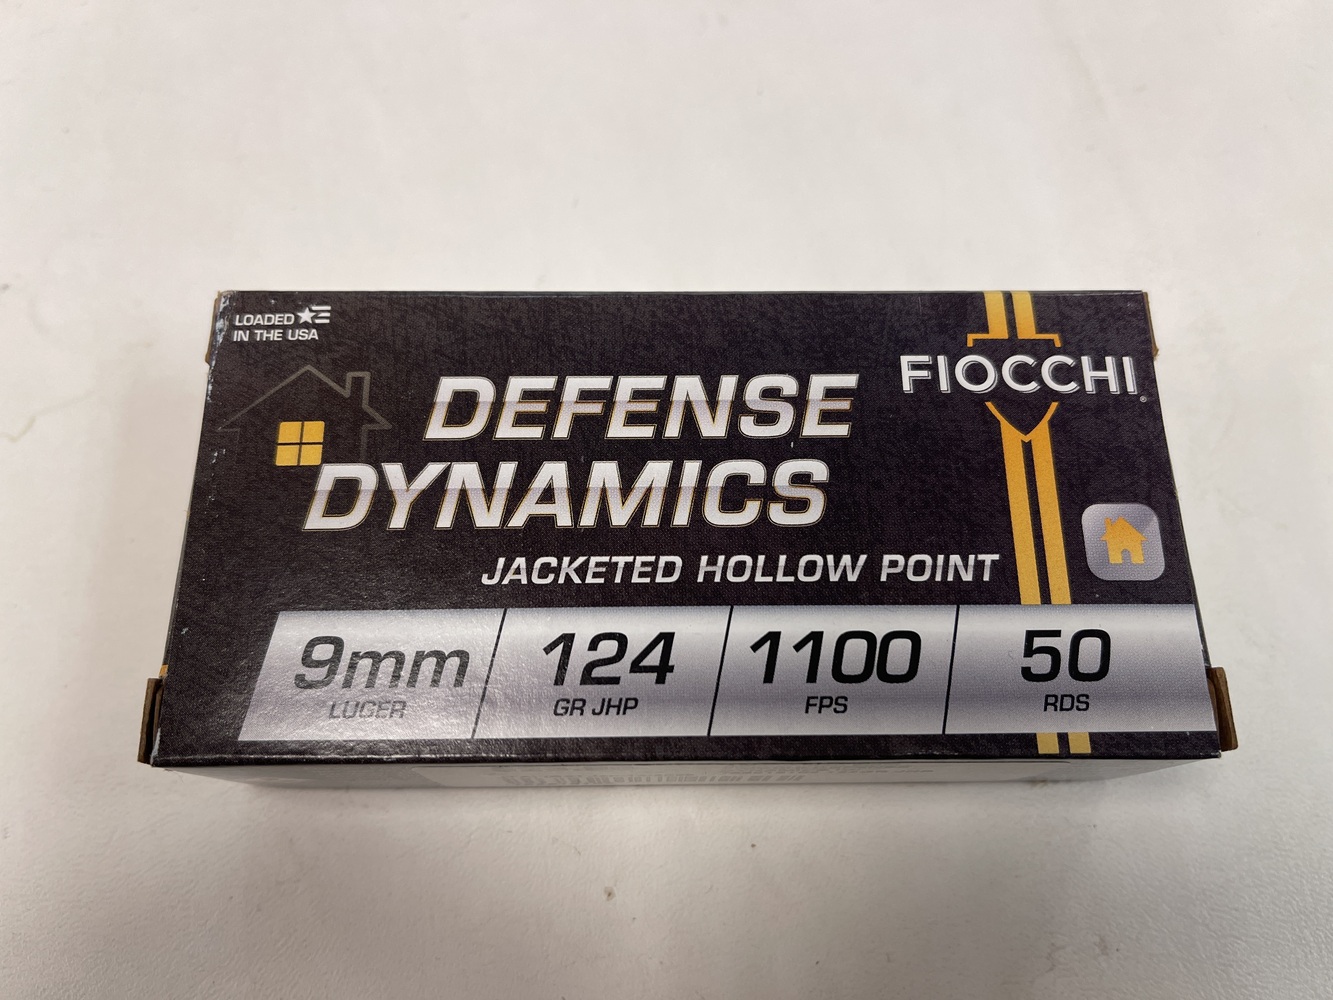 LOADED
IN THE USA
FIOCCHI®
DEFENSE
DYNAMICS
JACKETED HOLLOW POINT
9mm
LUGER
124
GR JHP
1100
FPS
50
RDS